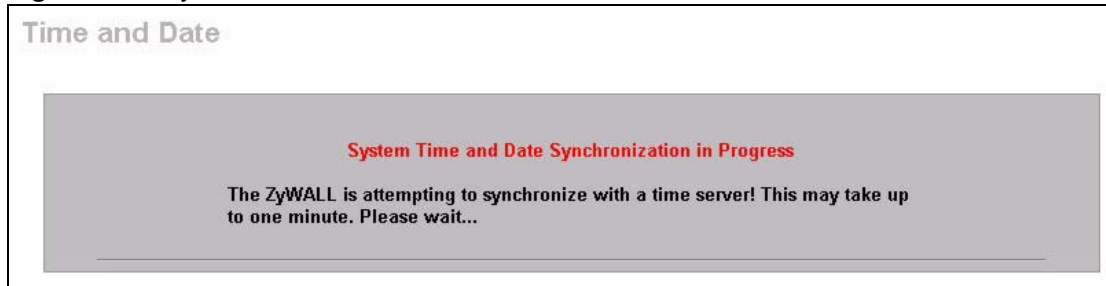 Time and Date
System Time and Date Synchronization in Progress
The ZyWALL is attempting to synchronize with a time server! This may take up
to one minute. Please wait...